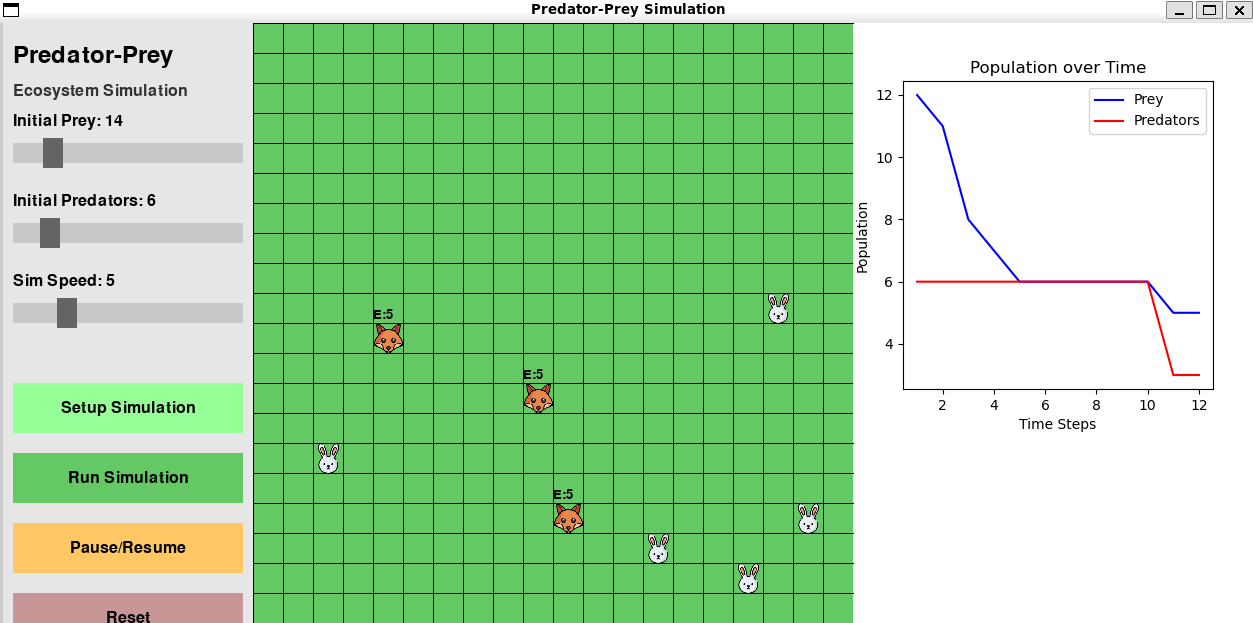 Predator-Prey Simulation
Predator-Prey
Ecosystem Simulation
Initial Prey: 14
Initial Predators: 6
Sim Speed: 5
Setup Simulation
Run Simulation
Pause/Resume
Reset
E:5
E:5
E:5
Population over Time
Prey
Predators
12
10
8
6
4
Population
2 4 6 8 10 12
Time Steps